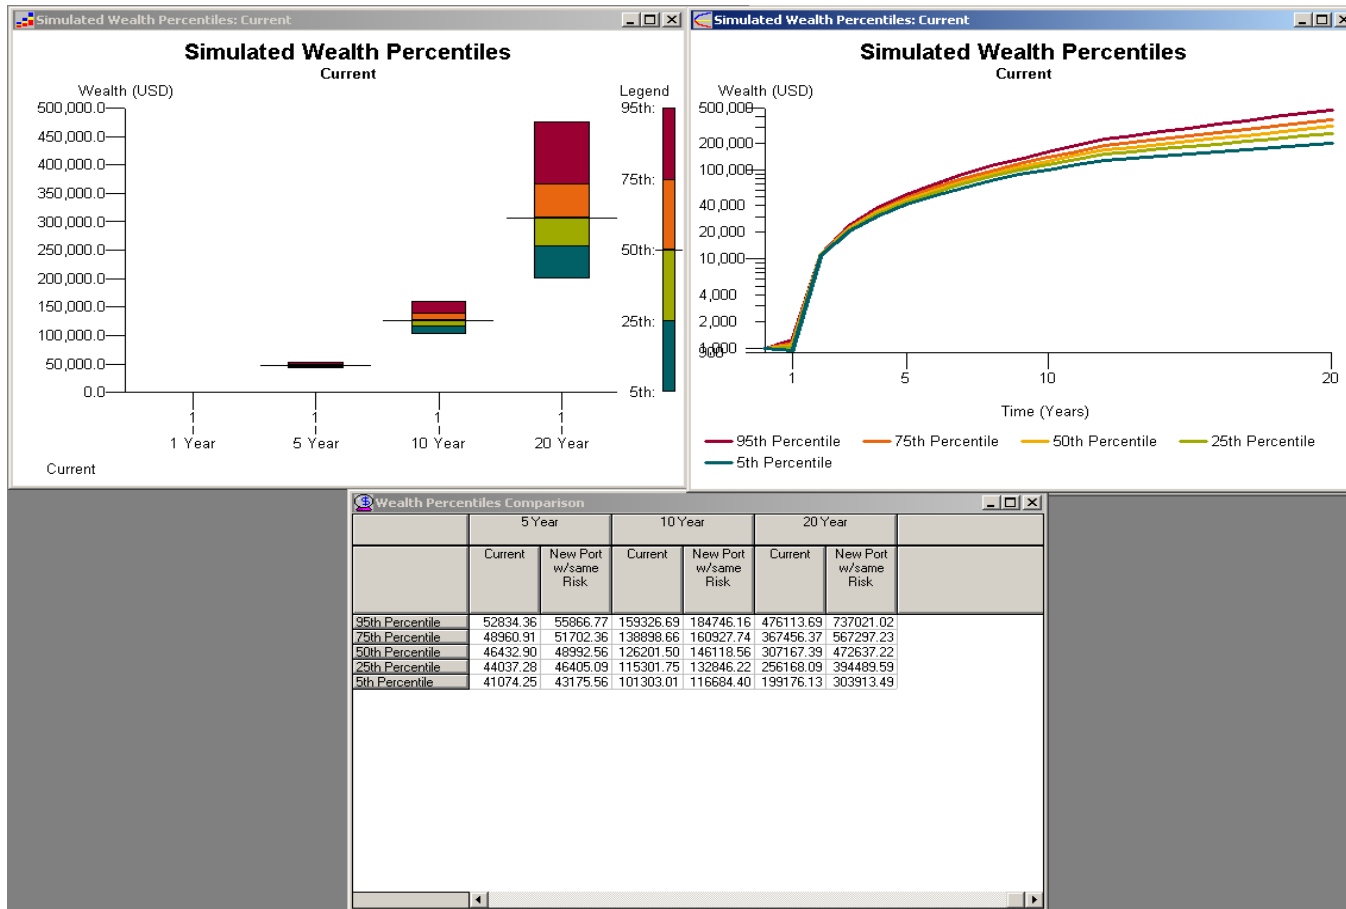 Simulated Wealth Percentiles: Current
Simulated Wealth Percentiles
Current
Wealth (USD)
500,000.0
450,000.0
400,000.0
350,000.0
300,000.0
250,000.0
200,000.0
150,000.0
100,000.0
50,000.0
0.0
1 1 1 1
1 Year 5 Year 10 Year 20 Year
Current
Legend
95th:
75th:
50th:
25th:
5th:
Simulated Wealth Percentiles: Current
Simulated Wealth Percentiles
Current
Wealth (USD)
500,000
200,000
100,000
40,000
20,000
10,000
4,000
2,000
1,000
900
1 5 10 20
Time (Years)
95th Percentile 75th Percentile 50th Percentile 25th Percentile
5th Percentile
Wealth Percentiles Comparison
5 Year 10 Year 20 Year
Current New Port w/same Risk Current New Port w/same Risk Current New Port w/same Risk
95th Percentile 52834.36 55866.77 159326.69 184746.16 476113.69 737021.02
75th Percentile 48960.91 51702.36 138898.66 160927.74 367456.37 567297.23
50th Percentile 46432.90 48992.56 126201.50 146118.56 307167.39 472637.22
25th Percentile 44037.28 46405.09 115301.75 132846.22 256168.09 394489.59
5th Percentile 41074.25 43175.56 101303.01 116684.40 199176.13 303913.49